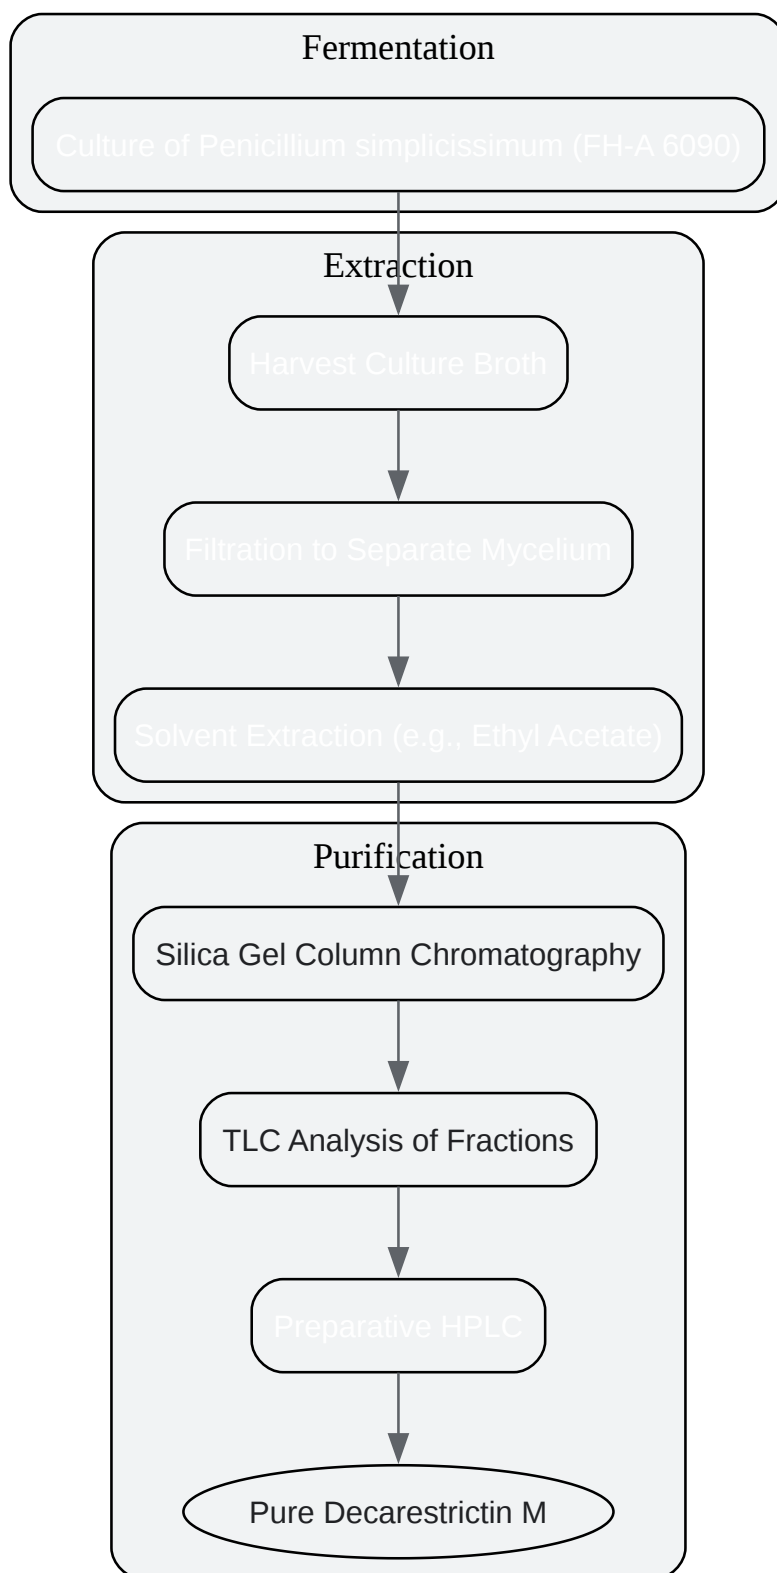 Fermentation
Culture of Penicillium simplicissimum (FH-A 6090)
Extraction
Harvest Culture Broth
Filtration to Separate Mycelium
Solvent Extraction (e.g., Ethyl Acetate)
Purification
Silica Gel Column Chromatography
TLC Analysis of Fractions
Preparative HPLC
Pure Decarestrictin M